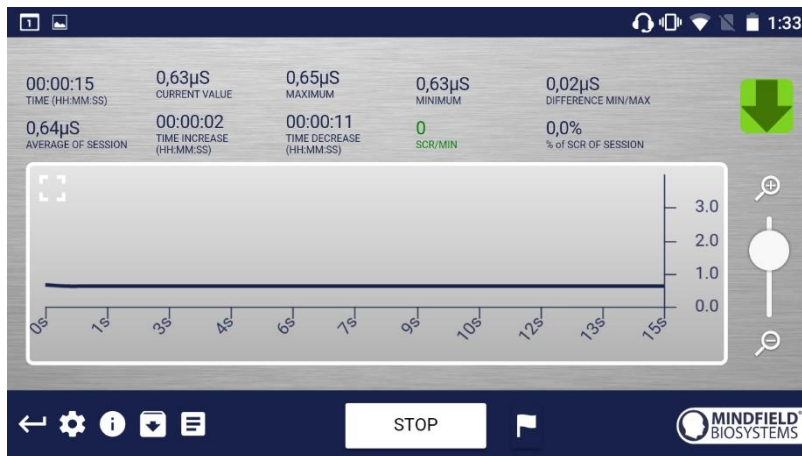 1
1:33
00:00:15
TIME (HH:MM:SS)
0,63µS
CURRENT VALUE
0,65µS
MAXIMUM
0,63µS
MINIMUM
0,02µS
DIFFERENCE MIN/MAX
0,64µS
AVERAGE OF SESSION
00:00:02
TIME INCREASE
(HH:MM:SS)
00:00:11
TIME DECREASE
(HH:MM:SS)
0
SCR/MIN
0,0%
% of SCR OF SESSION
3.0
2.0
1.0
0.0
0s
1s
3s
4s
6s
7s
9s
10s
12s
13s
15s
STOP
MINDFIELD®
BIOSYSTEMS